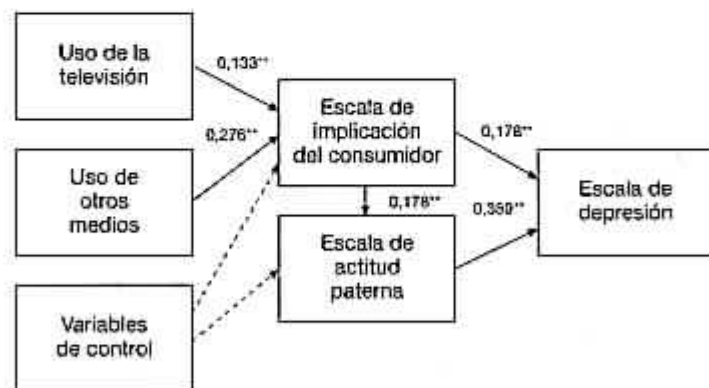 Uso de la
televisión
0,133**
Escala de
implicación
del consumidor
0,276**
Uso de
otros
medios
0,178**
Escala de
depresión
0,178**
0,359**
Escala de
actitud
paterna
Variables
de control